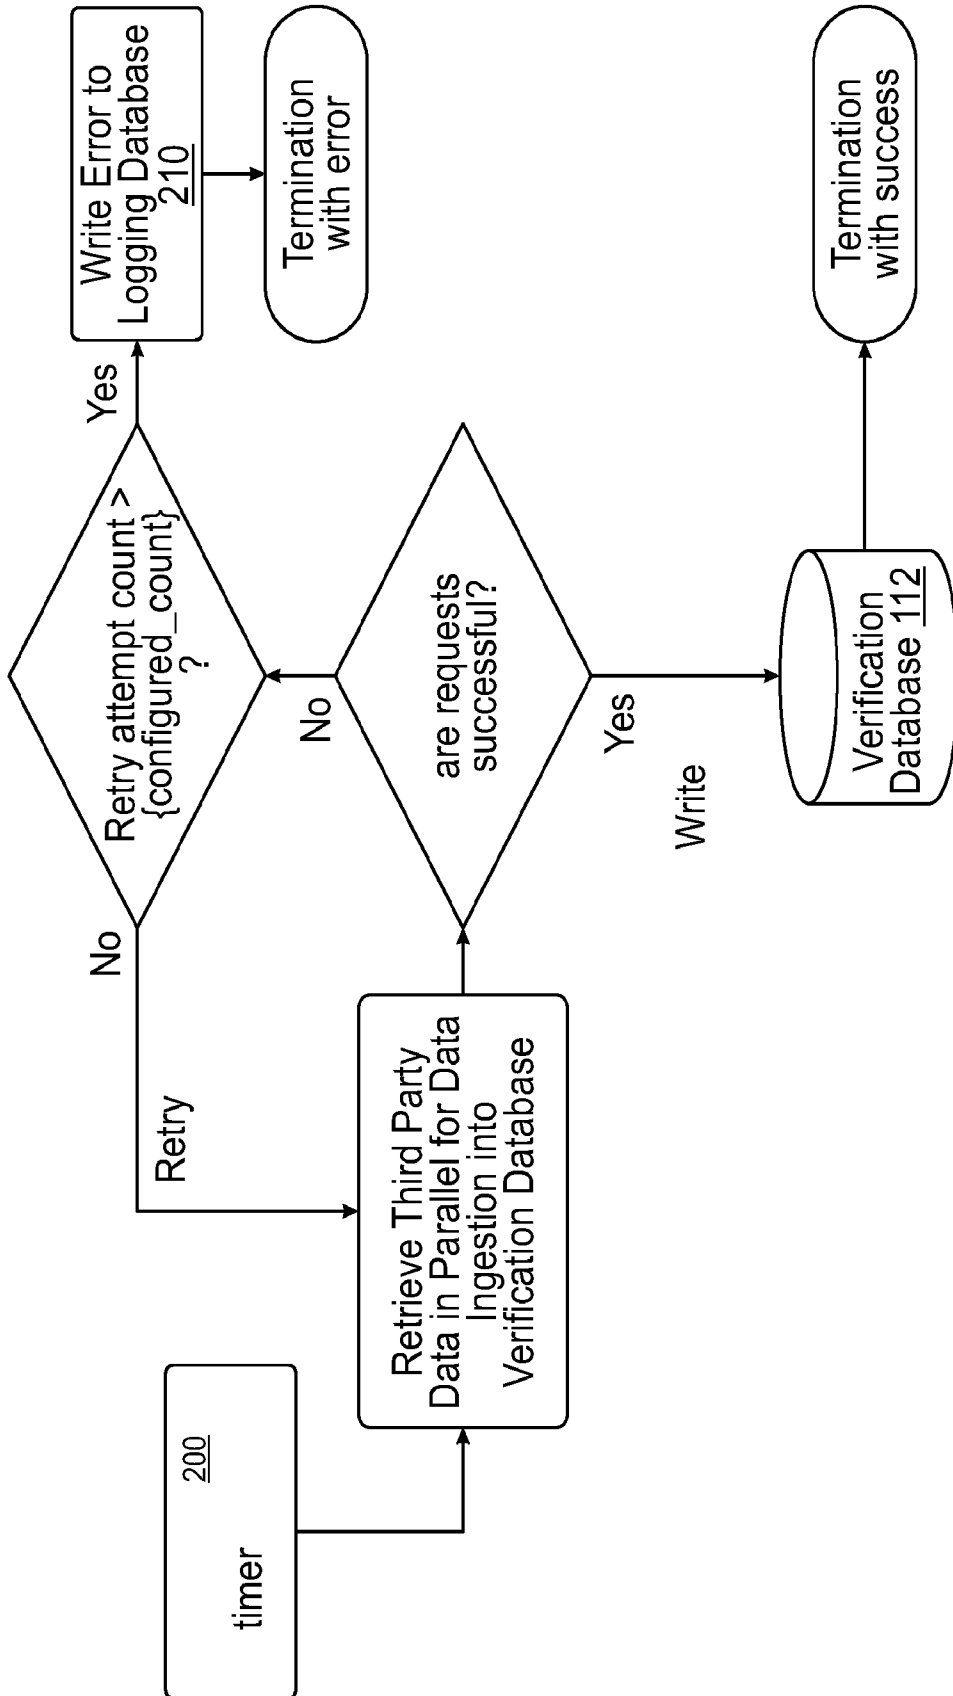 200
timer
Retrieve Third Party
Data in Parallel for Data
Ingestion into
Verification Database
Retry
No
Retry attempt count >
{configured_count}
?
Yes
Write Error to
Logging Database
210
Termination
with error
are requests
successful?
No
Yes
Write
Verification
Database 112
Termination
with success